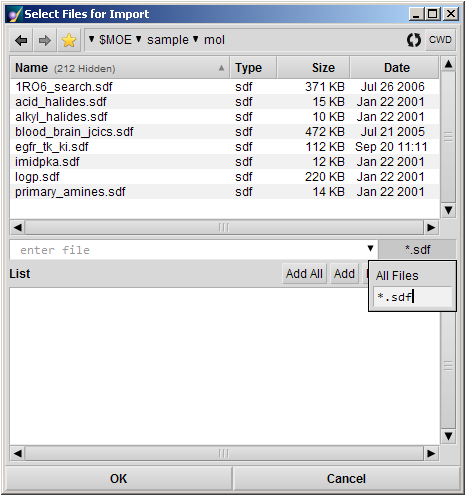 Select Files for Import
$MOE sample mol CWD
Name (212 Hidden) Type Size Date
1RO6_search.sdf sdf 371 KB Jul 26 2006
acid_halides.sdf sdf 15 KB Jan 22 2001
alkyl_halides.sdf sdf 10 KB Jan 22 2001
blood_brain_jcics.sdf sdf 472 KB Jul 21 2005
egfr_tk_ki.sdf sdf 112 KB Sep 20 11:11
imidpka.sdf sdf 12 KB Jan 22 2001
logp.sdf sdf 220 KB Jan 22 2001
primary_amines.sdf sdf 14 KB Jan 22 2001
enter file *.sdf
List Add All Add
All Files
*.sdf
OK Cancel